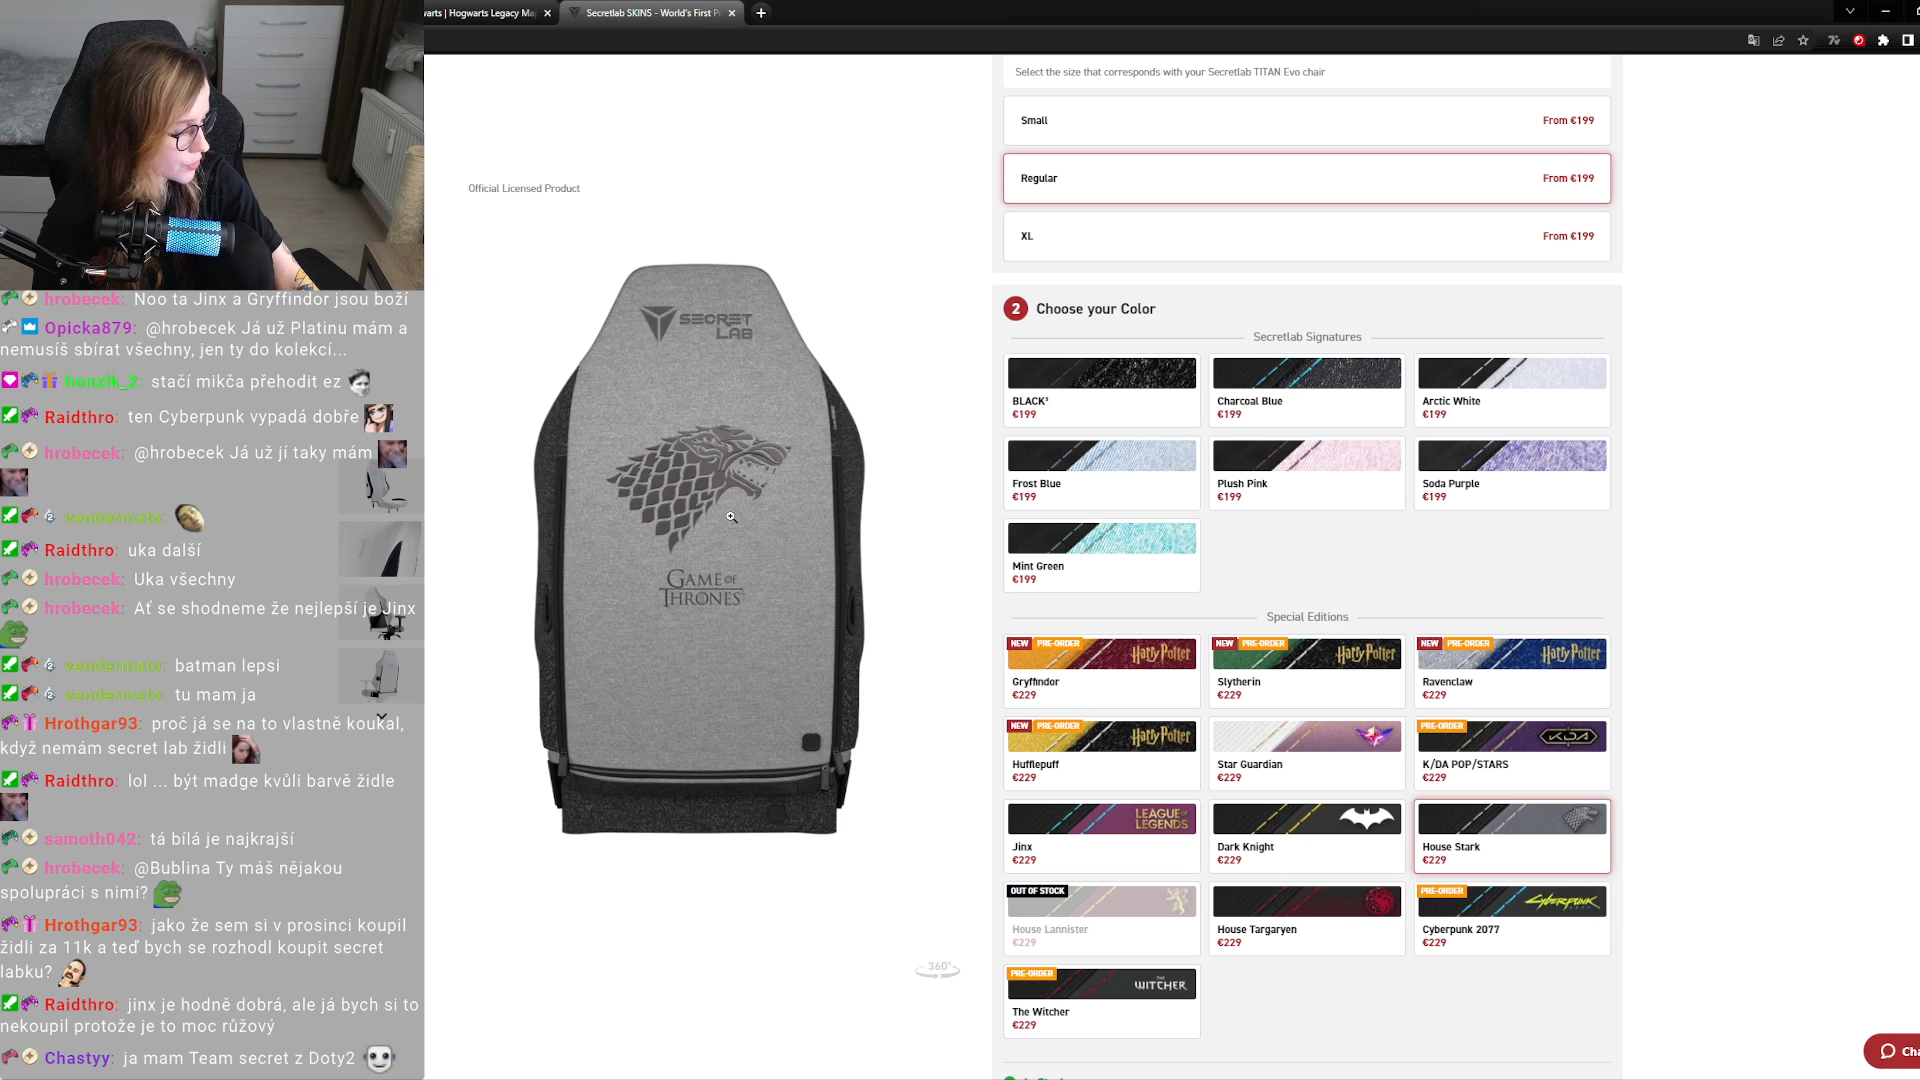 warts | Hogwarts Legacy Ma
Secretlab SKINS - World's First P
Select the size that corresponds with your Secretlab TITAN Evo chair
Small
From €199
Regular
From €199
XL
From €199
Official Licensed Product
SECRET
LAB
GAME OF
THRONES
360°
2 Choose your Color
Secretlab Signatures
BLACK³
€199
Charcoal Blue
€199
Arctic White
€199
Frost Blue
€199
Plush Pink
€199
Soda Purple
€199
Mint Green
€199
Special Editions
NEW PRE-ORDER
Harry Potter
Gryffindor
€229
NEW PRE-ORDER
Harry Potter
Slytherin
€229
NEW PRE-ORDER
Harry Potter
Ravenclaw
€229
NEW PRE-ORDER
Harry Potter
Hufflepuff
€229
Star Guardian
€229
PRE-ORDER
K/DA
K/DA POP/STARS
€229
LEAGUE OF
LEGENDS
Jinx
€229
Dark Knight
€229
House Stark
€229
OUT OF STOCK
House Lannister
€229
House Targaryen
€229
PRE-ORDER
CYBERPUNK
Cyberpunk 2077
€229
PRE-ORDER
THE
WITCHER
The Witcher
€229
Cha
hrobecek: Noo ta Jinx a Gryffindor jsou boží
Opicka879: @hrobecek Já už Platinu mám a
nemusíš sbírat všechny, jen ty do kolekcí...
honzik_2: stačí mikča přehodit ez
Raidthro: ten Cyberpunk vypadá dobře
hrobecek: @hrobecek Já už jí taky mám
vendermato:
Raidthro: uka další
hrobecek: Uka všechny
hrobecek: Ať se shodneme že nejlepší je Jinx
vendermato: batman lepsi
vendermato: tu mam ja
Hrothgar93: proč já se na to vlastně koukal,
když nemám secret lab židli
Raidthro: lol ... být madge kvůli barvě židle
samoth042: tá bílá je najkrajší
hrobecek: @Bublina Ty máš nějakou
spolupráci s nimi?
Hrothgar93: jako že sem si v prosinci koupil
židli za 11k a teď bych se rozhodl koupit secret
labku?
Raidthro: jinx je hodně dobrá, ale já bych si to
nekoupil protože je to moc růžový
Chastyy: ja mam Team secret z Doty2